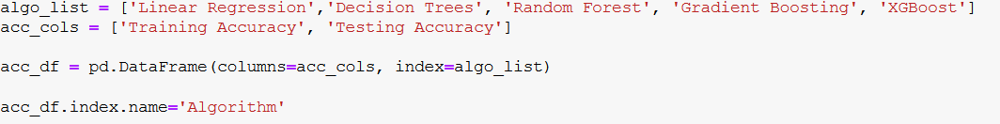 algo_list = ['Linear Regression','Decision Trees', 'Random Forest', 'Gradient Boosting', 'XGBoost']
acc_cols = ['Training Accuracy', 'Testing Accuracy']
acc_df = pd.DataFrame(columns=acc_cols, index=algo_list)
acc_df.index.name='Algorithm'